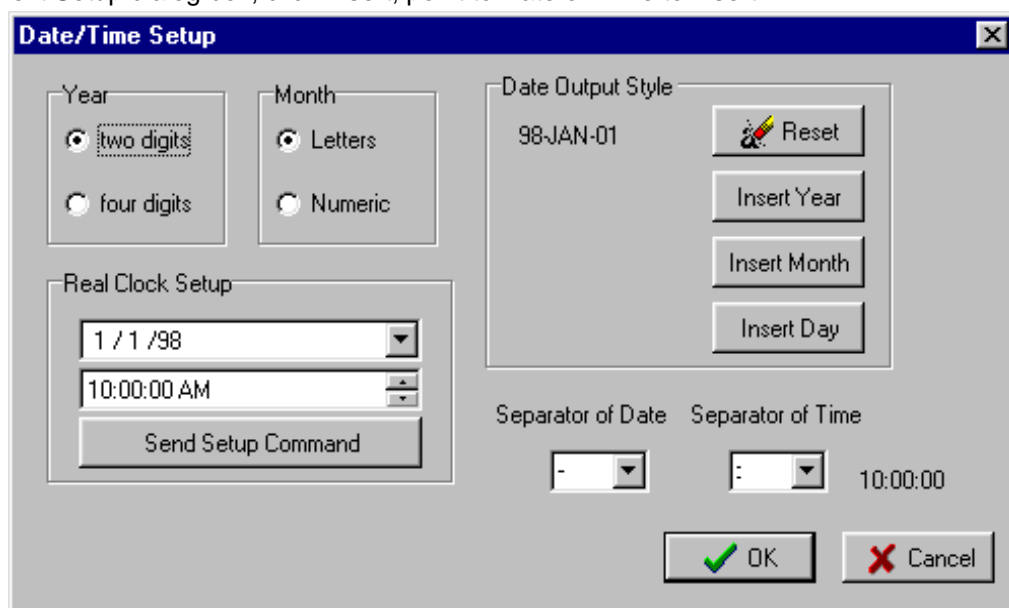 Date/Time Setup
Year
two digits
four digits
Month
Letters
Numeric
Date Output Style
98-JAN-01
Reset
Insert Year
Insert Month
Insert Day
Real Clock Setup
1 / 1 /98
10:00:00 AM
Send Setup Command
Separator of Date
-
Separator of Time
:
10:00:00
OK
Cancel